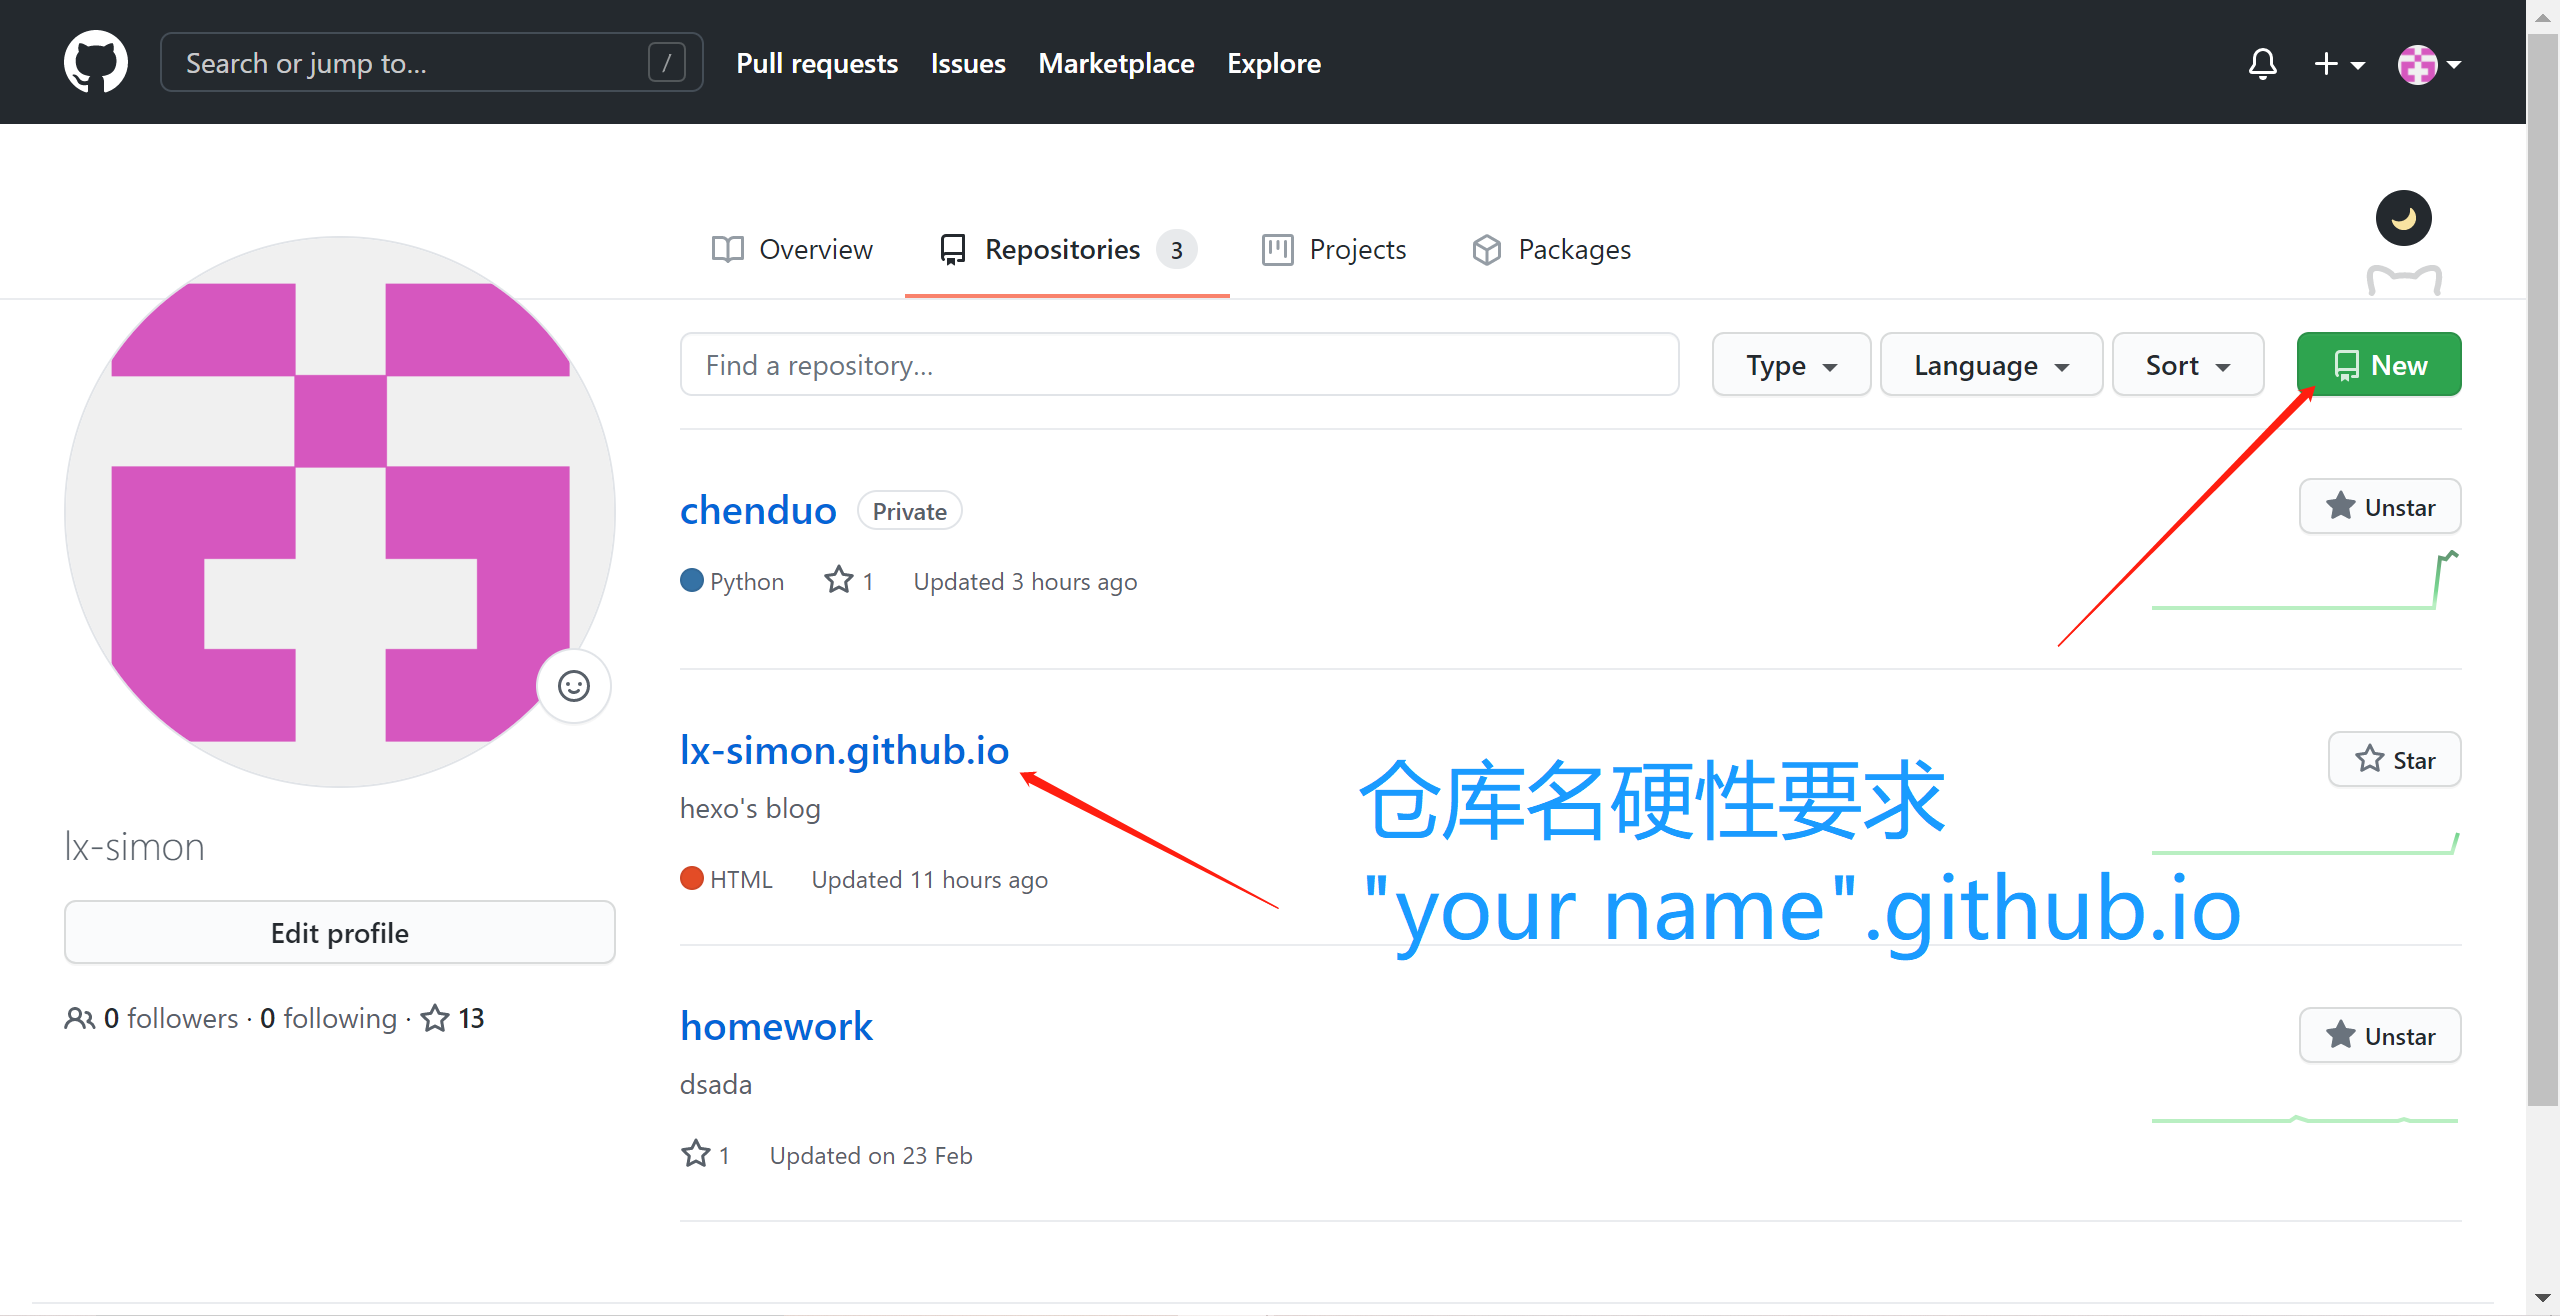 Search or jump to... /
Pull requests Issues Marketplace Explore
Overview Repositories 3 Projects Packages
Find a repository...
Type Language Sort New
chenduo Private
Unstar
Python 1 Updated 3 hours ago
lx-simon.github.io
Star
hexo's blog
HTML Updated 11 hours ago
仓库名硬性要求
"your name".github.io
homework
Unstar
dsada
1 Updated on 23 Feb
lx-simon
Edit profile
0 followers · 0 following · 13